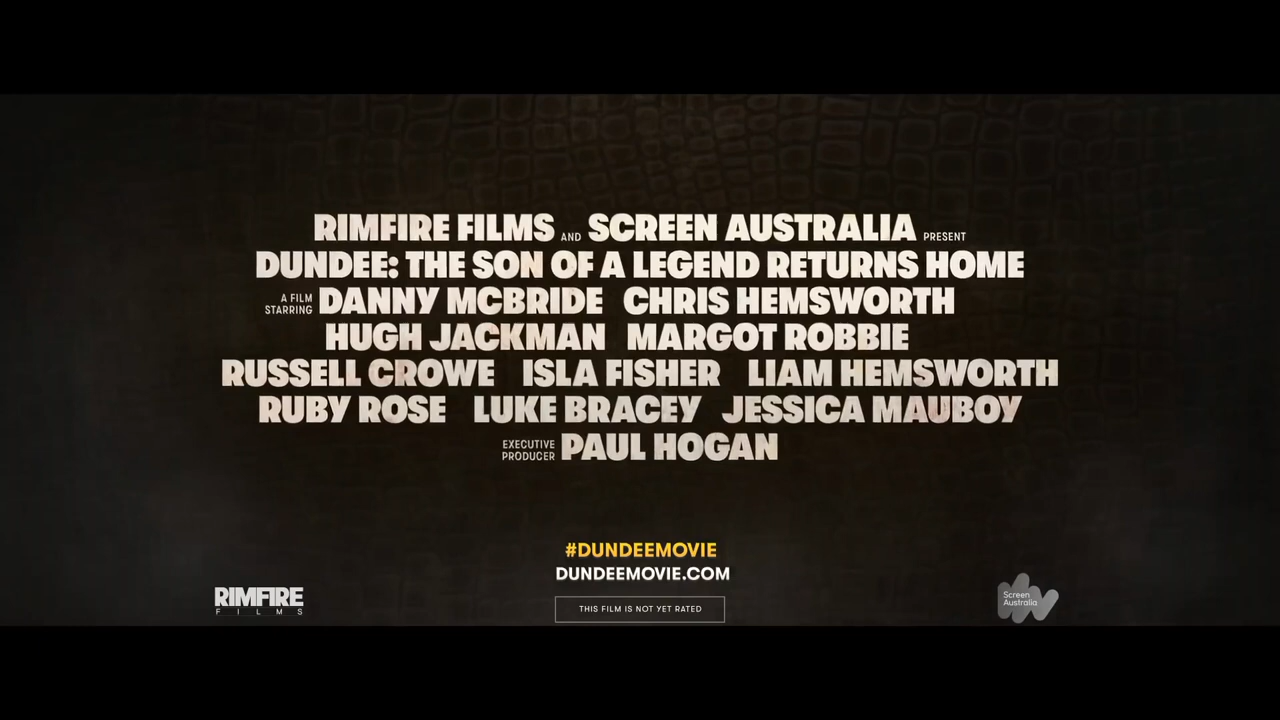 RIMFIRE FILMS AND SCREEN AUSTRALIA PRESENT
DUNDEE: THE SON OF A LEGEND RETURNS HOME
A FILM STARRING DANNY MCBRIDE CHRIS HEMSWORTH
HUGH JACKMAN MARGOT ROBBIE
RUSSELL CROWE ISLA FISHER LIAM HEMSWORTH
RUBY ROSE LUKE BRACEY JESSICA MAUBOY
EXECUTIVE PRODUCER PAUL HOGAN
#DUNDEEMOVIE
DUNDEEMOVIE.COM
RIMFIRE
FILMS
THIS FILM IS NOT YET RATED
Screen
Australia